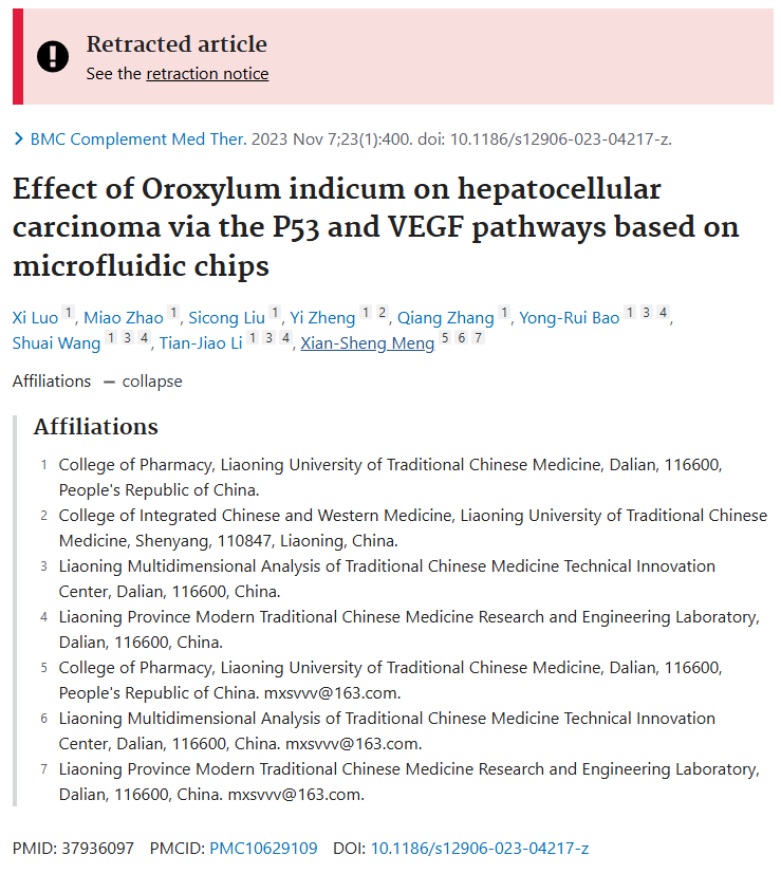 Retracted article
See the retraction notice
BMC Complement Med Ther. 2023 Nov 7;23(1):400. doi: 10.1186/s12906-023-04217-z.
Effect of Oroxylum indicum on hepatocellular
carcinoma via the P53 and VEGF pathways based on
microfluidic chips
Xi Luo 1, Miao Zhao 1, Sicong Liu 1, Yi Zheng 1 2, Qiang Zhang 1, Yong-Rui Bao 1 3 4,
Shuai Wang 1 3 4, Tian-Jiao Li 1 3 4, Xian-Sheng Meng 5 6 7
Affiliations — collapse
Affiliations
1 College of Pharmacy, Liaoning University of Traditional Chinese Medicine, Dalian, 116600,
People's Republic of China.
2 College of Integrated Chinese and Western Medicine, Liaoning University of Traditional Chinese
Medicine, Shenyang, 110847, Liaoning, China.
3 Liaoning Multidimensional Analysis of Traditional Chinese Medicine Technical Innovation
Center, Dalian, 116600, China.
4 Liaoning Province Modern Traditional Chinese Medicine Research and Engineering Laboratory,
Dalian, 116600, China.
5 College of Pharmacy, Liaoning University of Traditional Chinese Medicine, Dalian, 116600,
People's Republic of China. mxsvvv@163.com.
6 Liaoning Multidimensional Analysis of Traditional Chinese Medicine Technical Innovation
Center, Dalian, 116600, China. mxsvvv@163.com.
7 Liaoning Province Modern Traditional Chinese Medicine Research and Engineering Laboratory,
Dalian, 116600, China. mxsvvv@163.com.
PMID: 37936097 PMCID: PMC10629109 DOI: 10.1186/s12906-023-04217-z